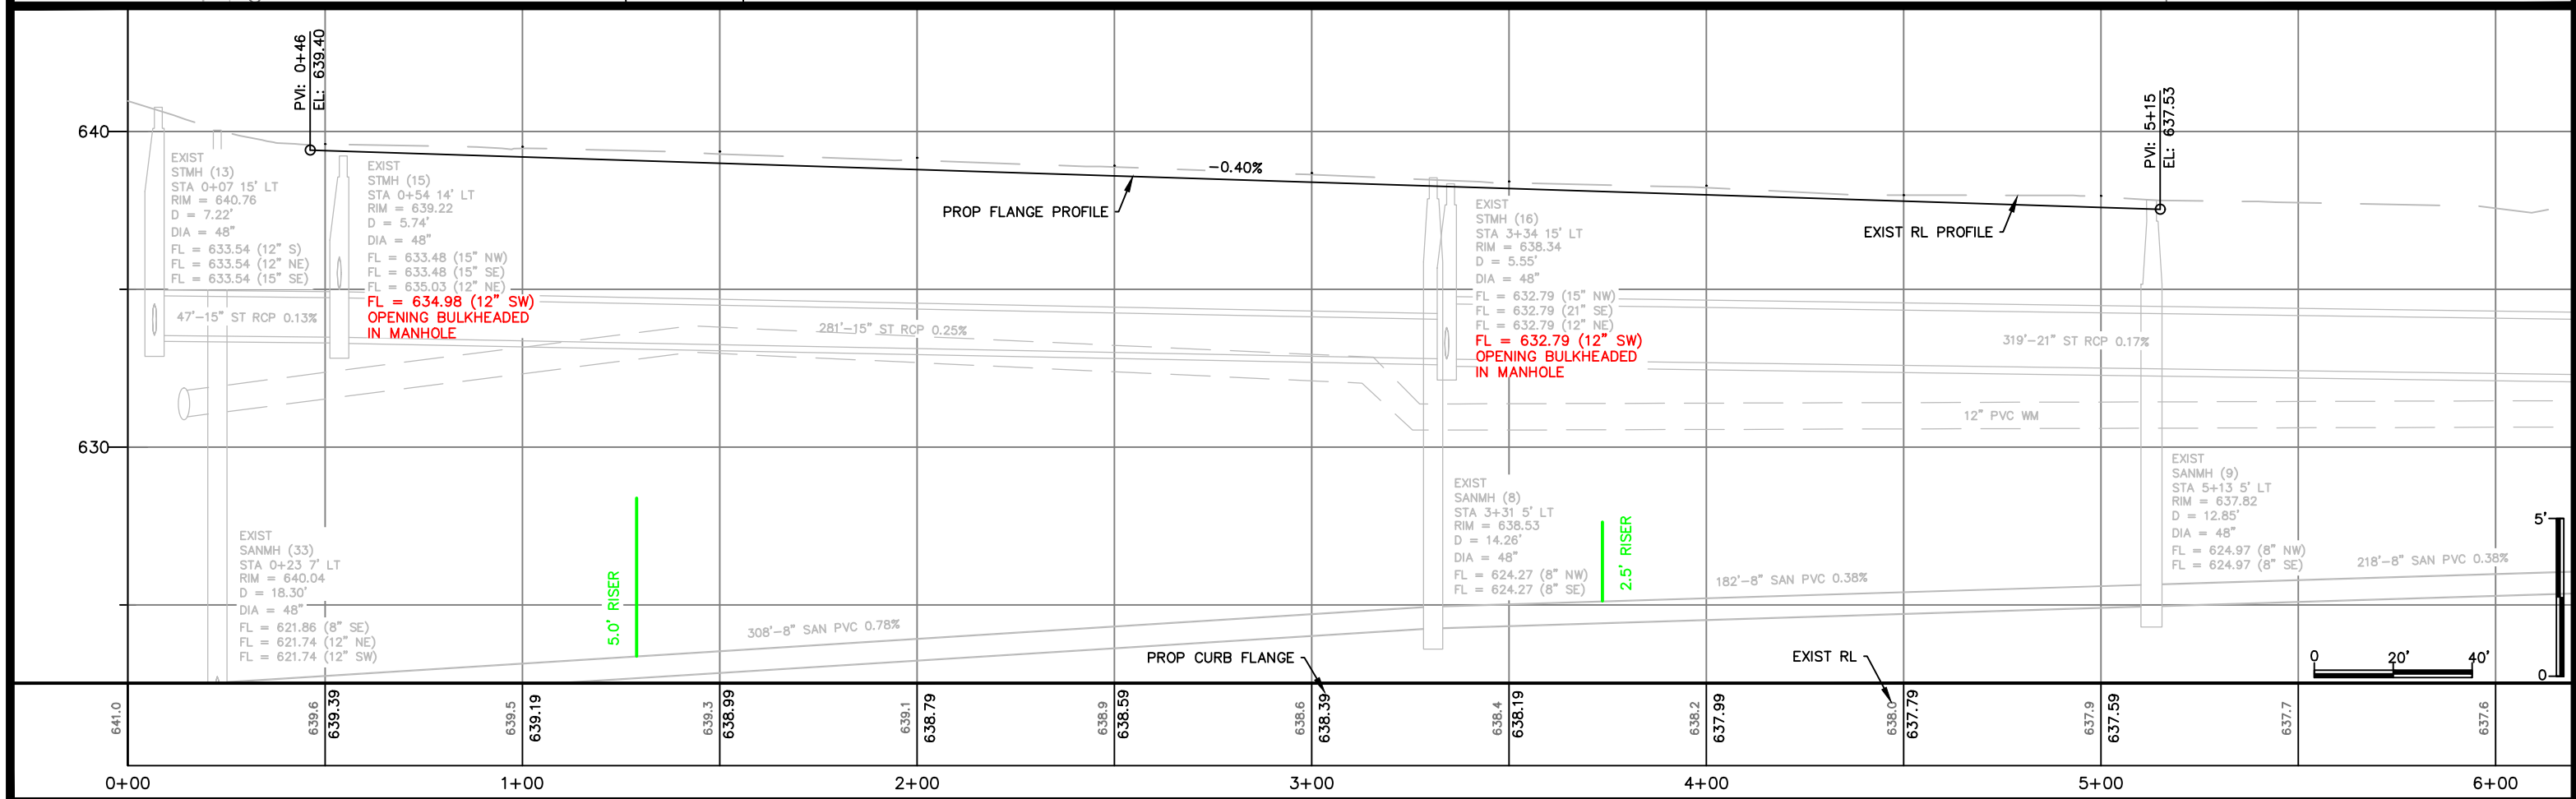 PVI: 0+46
EL: 639.40
PVI: 5+15
EL: 637.53
640
630
-0.40%
PROP FLANGE PROFILE
EXIST RL PROFILE
EXIST
STMH (13)
STA 0+07 15' LT
RIM = 640.76
D = 7.22'
DIA = 48"
FL = 633.54 (12" S)
FL = 633.54 (12" NE)
FL = 633.54 (15" SE)
47'-15" ST RCP 0.13%
EXIST
STMH (15)
STA 0+54 14' LT
RIM = 639.22
D = 5.74'
DIA = 48"
FL = 633.48 (15" NW)
FL = 633.48 (15" SE)
FL = 635.03 (12" NE)
FL = 634.98 (12" SW)
OPENING BULKHEADED
IN MANHOLE
281'-15" ST RCP 0.25%
EXIST
STMH (16)
STA 3+34 15' LT
RIM = 638.34
D = 5.55'
DIA = 48"
FL = 632.79 (15" NW)
FL = 632.79 (21" SE)
FL = 632.79 (12" NE)
FL = 632.79 (12" SW)
OPENING BULKHEADED
IN MANHOLE
319'-21" ST RCP 0.17%
12" PVC WM
EXIST
SANMH (33)
STA 0+23 7' LT
RIM = 640.04
D = 18.30'
DIA = 48"
FL = 621.86 (8" SE)
FL = 621.74 (12" NE)
FL = 621.74 (12" SW)
5.0' RISER
308'-8" SAN PVC 0.78%
EXIST
SANMH (8)
STA 3+31 5' LT
RIM = 638.53
D = 14.26'
DIA = 48"
FL = 624.27 (8" NW)
FL = 624.27 (8" SE)
2.5' RISER
182'-8" SAN PVC 0.38%
EXIST
SANMH (9)
STA 5+13 5' LT
RIM = 637.82
D = 12.85'
DIA = 48"
FL = 624.97 (8" NW)
FL = 624.97 (8" SE)
218'-8" SAN PVC 0.38%
5'
0
0 20' 40'
PROP CURB FLANGE
EXIST RL
641.0
639.6
639.39
639.5
639.19
639.3
638.99
639.1
638.79
638.9
638.59
638.6
638.39
638.4
638.19
638.2
637.99
638.0
637.79
637.9
637.59
637.7
637.6
0+00 1+00 2+00 3+00 4+00 5+00 6+00